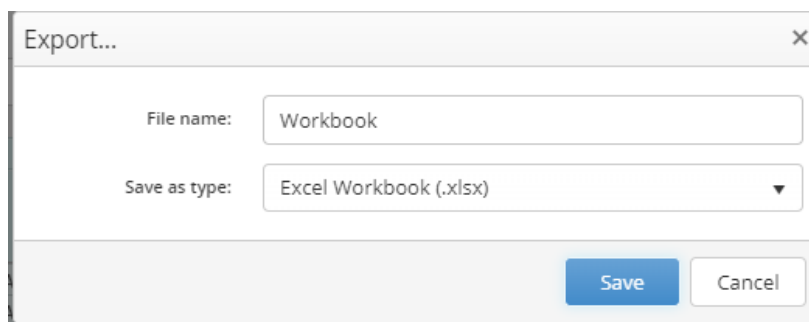 Export...
File name: Workbook
Save as type: Excel Workbook (.xlsx)
Save Cancel